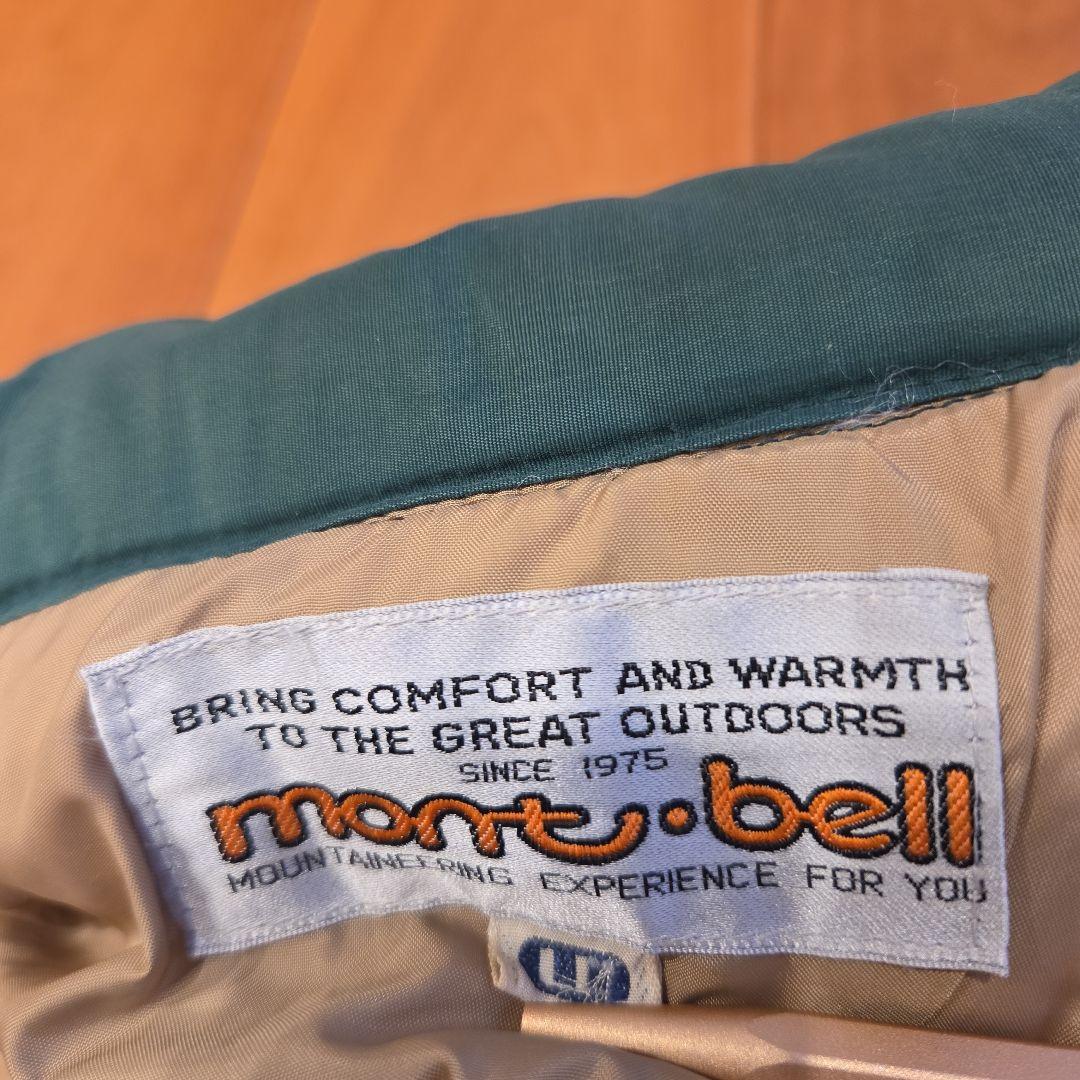 BRING COMFORT AND WARMTH
TO THE GREAT OUTDOORS
SINCE 1975
mont·bell
MOUNTAINEERING EXPERIENCE FOR YOU